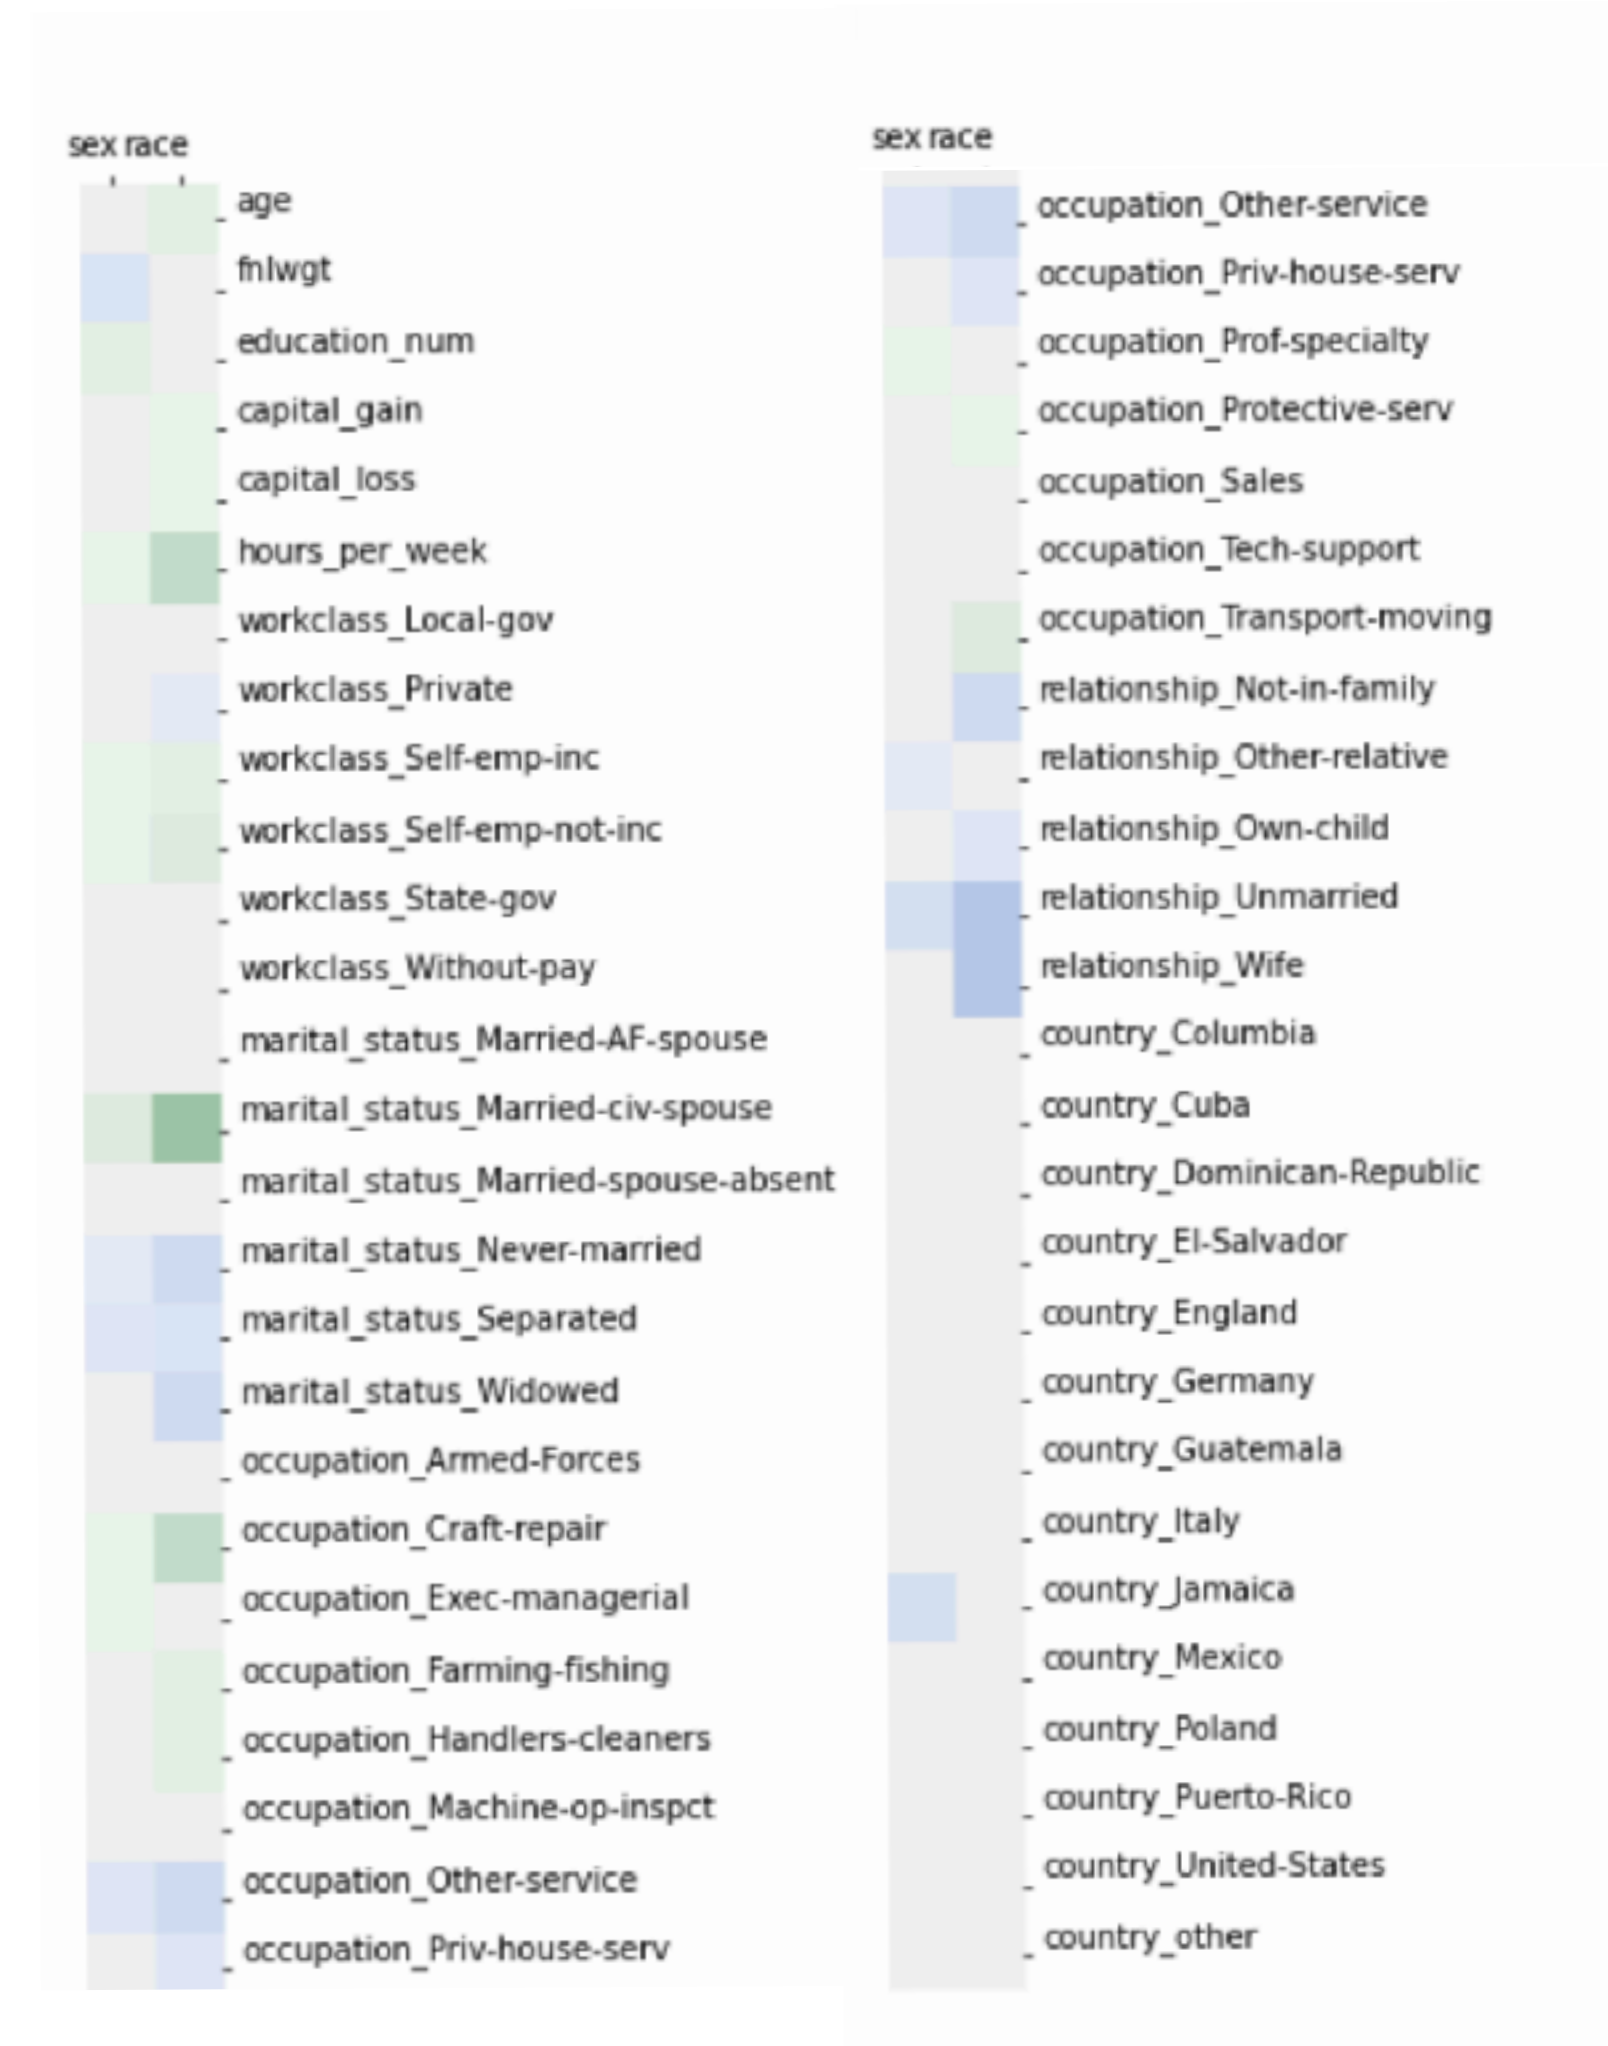 sex race
age
fnlwgt
education_num
capital_gain
capital_loss
hours_per_week
workclass_Local-gov
workclass_Private
workclass_Self-emp-inc
workclass_Self-emp-not-inc
workclass_State-gov
workclass_Without-pay
marital_status_Married-AF-spouse
marital_status_Married-civ-spouse
marital_status_Married-spouse-absent
marital_status_Never-married
marital_status_Separated
marital_status_Widowed
occupation_Armed-Forces
occupation_Craft-repair
occupation_Exec-managerial
occupation_Farming-fishing
occupation_Handlers-cleaners
occupation_Machine-op-inspct
occupation_Other-service
occupation_Priv-house-serv
sex race
occupation_Other-service
occupation_Priv-house-serv
occupation_Prof-specialty
occupation_Protective-serv
occupation_Sales
occupation_Tech-support
occupation_Transport-moving
relationship_Not-in-family
relationship_Other-relative
relationship_Own-child
relationship_Unmarried
relationship_Wife
country_Columbia
country_Cuba
country_Dominican-Republic
country_El-Salvador
country_England
country_Germany
country_Guatemala
country_Italy
country_Jamaica
country_Mexico
country_Poland
country_Puerto-Rico
country_United-States
country_other